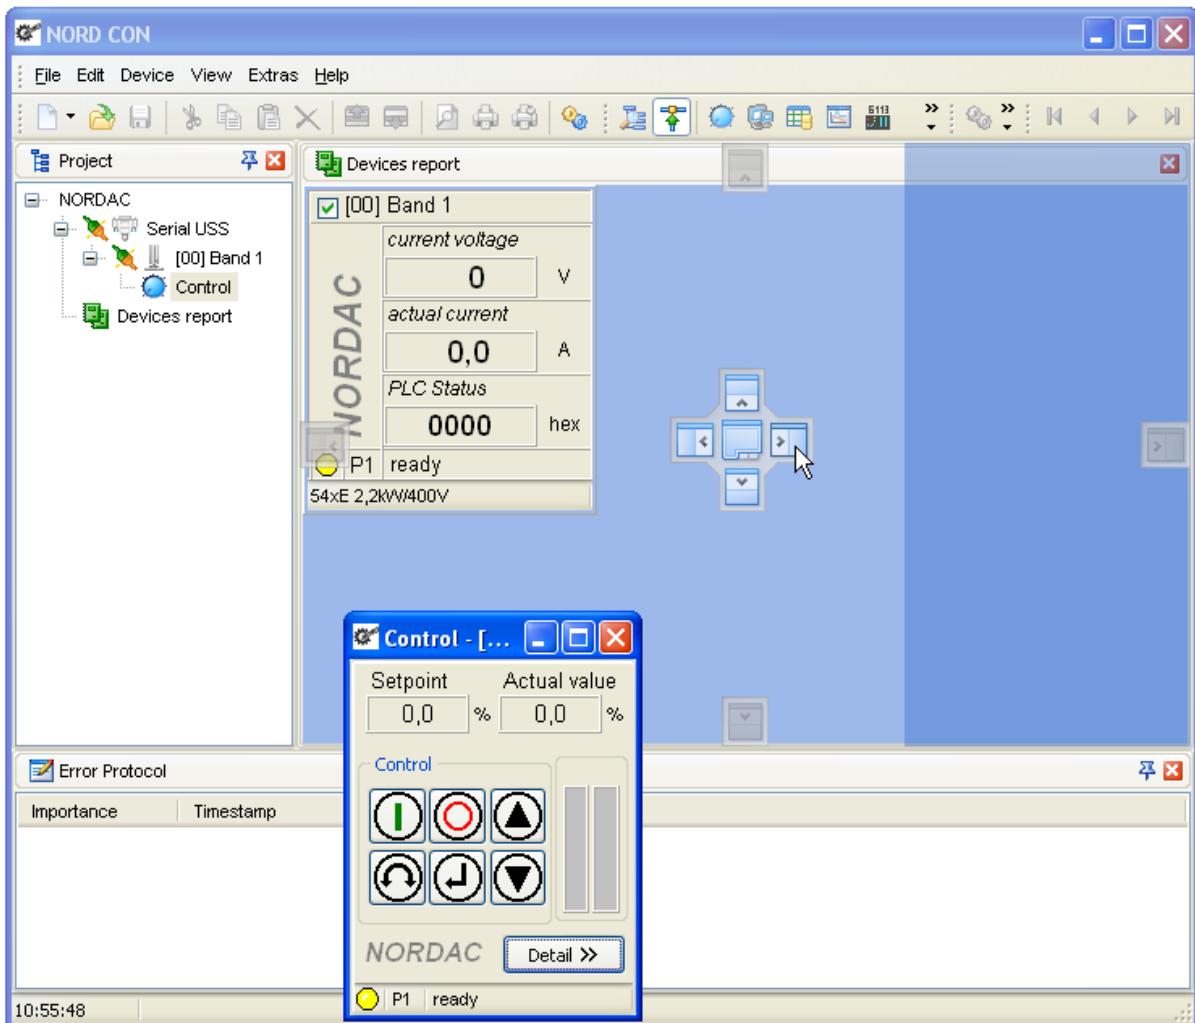 NORD CON
File Edit Device View Extras Help
Project
Devices report
NORDAC
Serial USS
[00] Band 1
Control
Devices report
[00] Band 1
NORDAC
current voltage
0 V
actual current
0,0 A
PLC Status
0000 hex
P1 ready
54xE 2,2kW/400V
Control - [...
Setpoint Actual value
0,0 % 0,0 %
Control
NORDAC
Detail >>
P1 ready
Error Protocol
Importance Timestamp
10:55:48